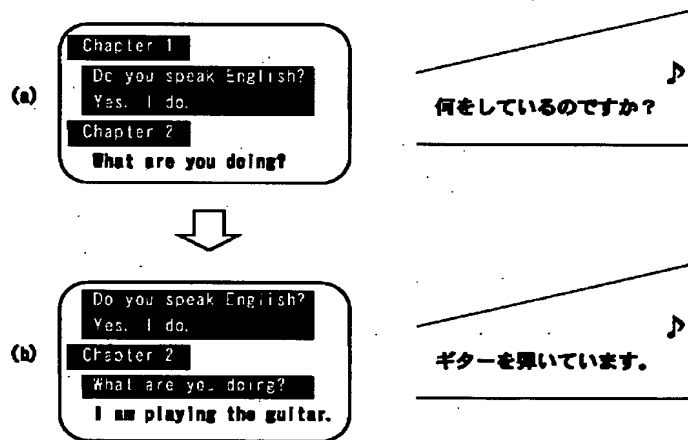 (a)
Chapter 1
Do you speak English?
Yes. I do.
Chapter 2
What are you doing?
何をしているのですか？
(b)
Do you speak English?
Yes. I do.
Chapter 2
What are you doing?
I am playing the guitar.
ギターを弾いています。